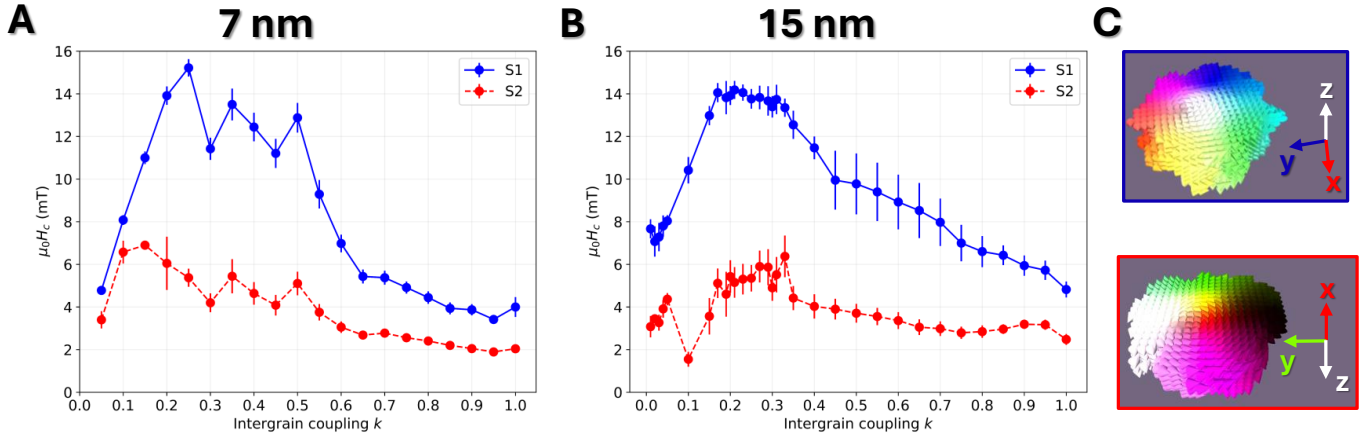 A
7 nm
B
15 nm
C
16
14
12
10
8
6
4
2
0
μ₀H_c (mT)
0.0 0.1 0.2 0.3 0.4 0.5 0.6 0.7 0.8 0.9 1.0
Intergrain coupling k
S1
S2
16
14
12
10
8
6
4
2
0
μ₀H_c (mT)
0.0 0.1 0.2 0.3 0.4 0.5 0.6 0.7 0.8 0.9 1.0
Intergrain coupling k
S1
S2
z
y
x
x
y
z